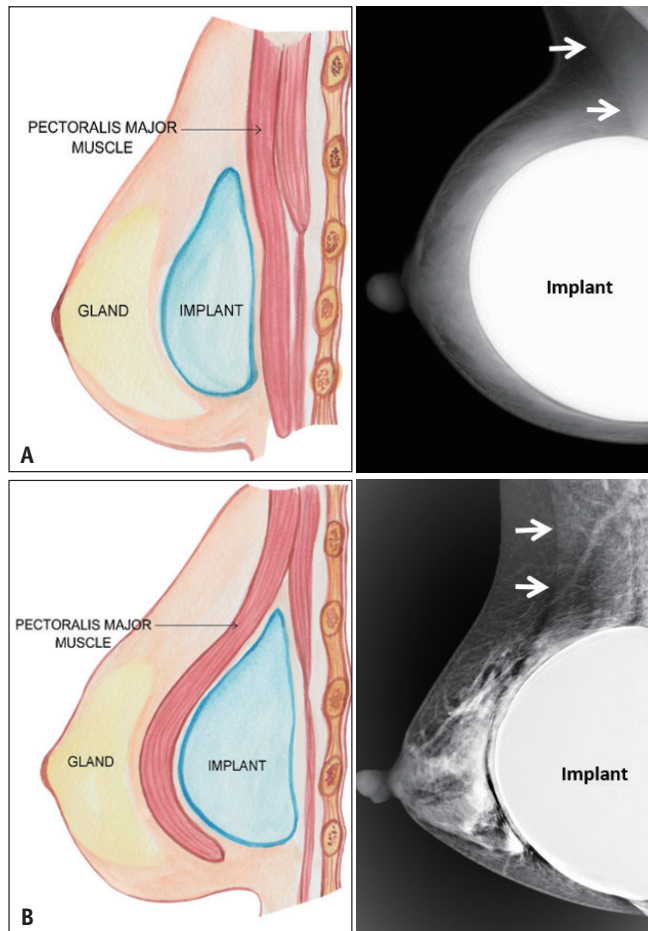 PECTORALIS MAJOR
MUSCLE
GLAND
IMPLANT
A
Implant
PECTORALIS MAJOR
MUSCLE
GLAND
IMPLANT
B
Implant